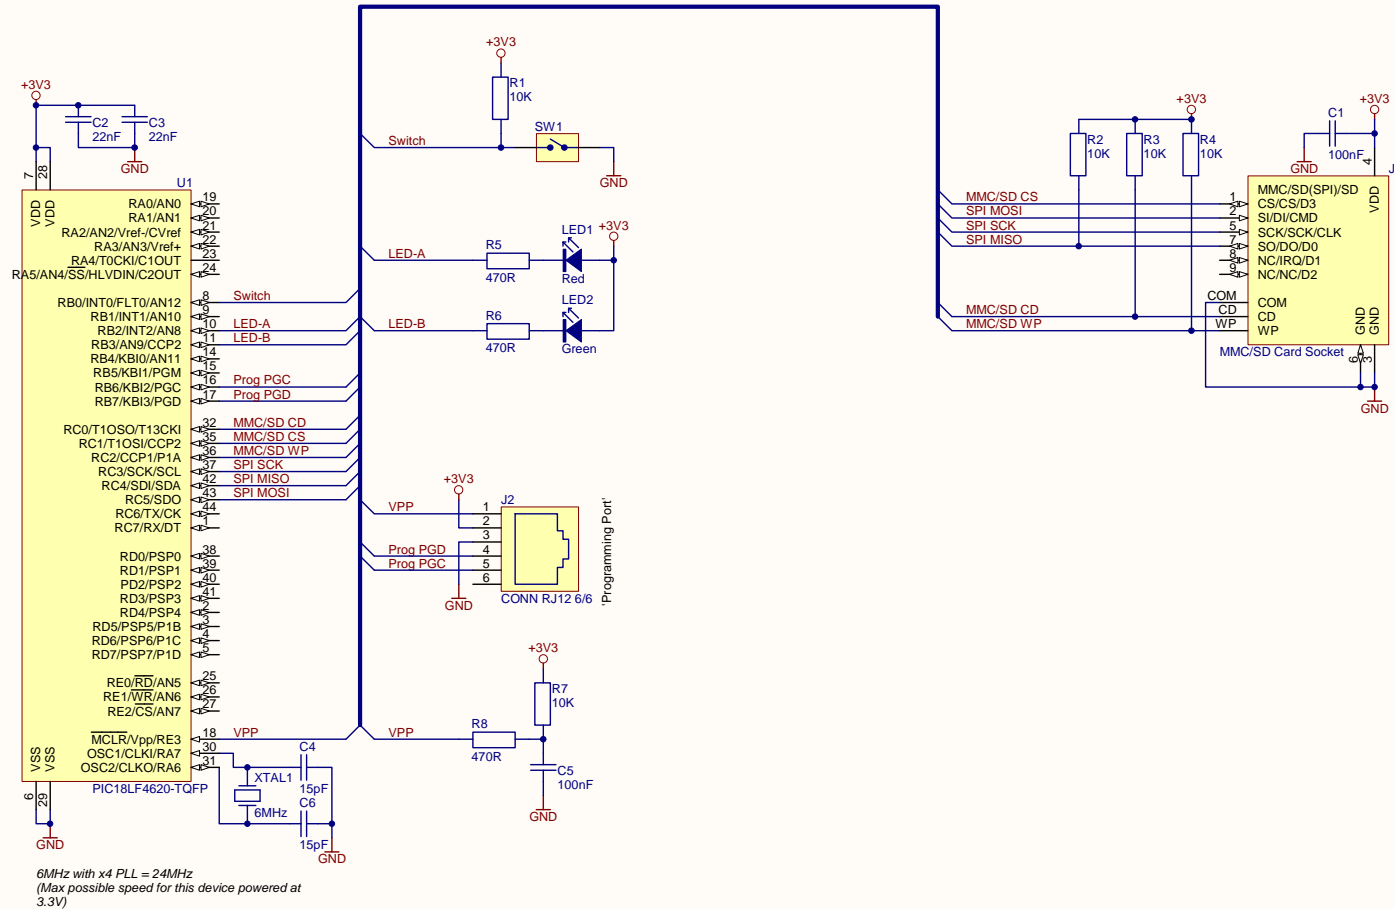 +3V3
C2
22nF
C3
22nF
GND
7
28
U1
VDD
VDD
RA0/AN0 19
RA1/AN1 20
RA2/AN2/Vref-/CVref 21
RA3/AN3/Vref+ 22
RA4/T0CKI/C1OUT 23
RA5/AN4/SS/HLVDIN/C2OUT 24
RB0/INT0/FLT0/AN12 8 Switch
RB1/INT1/AN10 9
RB2/INT2/AN8 10 LED-A
RB3/AN9/CCP2 11 LED-B
RB4/KBI0/AN11 14
RB5/KBI1/PGM 15
RB6/KBI2/PGC 16 Prog PGC
RB7/KBI3/PGD 17 Prog PGD
RC0/T1OSO/T13CKI 32 MMC/SD CD
RC1/T1OSI/CCP2 35 MMC/SD CS
RC2/CCP1/P1A 36 MMC/SD WP
RC3/SCK/SCL 37 SPI SCK
RC4/SDI/SDA 42 SPI MISO
RC5/SDO 43 SPI MOSI
RC6/TX/CK 44
RC7/RX/DT 1
RD0/PSP0 38
RD1/PSP1 39
PD2/PSP2 40
RD3/PSP3 41
RD4/PSP4 2
RD5/PSP5/P1B 3
RD6/PSP6/P1C 4
RD7/PSP7/P1D 5
RE0/RD/AN5 25
RE1/WR/AN6 26
RE2/CS/AN7 27
MCLR/Vpp/RE3 18 VPP
OSC1/CLKI/RA7 30
OSC2/CLKO/RA6 31
VSS
VSS
PIC18LF4620-TQFP
6
29
GND
XTAL1
6MHz
C4
15pF
C6
15pF
GND
6MHz with x4 PLL = 24MHz
(Max possible speed for this device powered at
3.3V)
+3V3
R1
10K
Switch
SW1
GND
LED-A
R5
470R
LED1
Red
+3V3
LED-B
R6
470R
LED2
Green
+3V3
J2
VPP 1
2
3
Prog PGD 4
Prog PGC 5
6
GND
CONN RJ12 6/6
'Programming Port'
+3V3
R7
10K
VPP
R8
470R
C5
100nF
GND
+3V3
R2
10K
R3
10K
R4
10K
+3V3
C1
100nF
GND
4
J
VDD
MMC/SD(SPI)/SD
MMC/SD CS 1 CS/CS/D3
SPI MOSI 2 SI/DI/CMD
SPI SCK 5 SCK/SCK/CLK
SPI MISO 7 SO/DO/D0
8 NC/IRQ/D1
9 NC/NC/D2
COM COM
MMC/SD CD CD CD
MMC/SD WP WP WP
GND
GND
MMC/SD Card Socket
6
3
GND